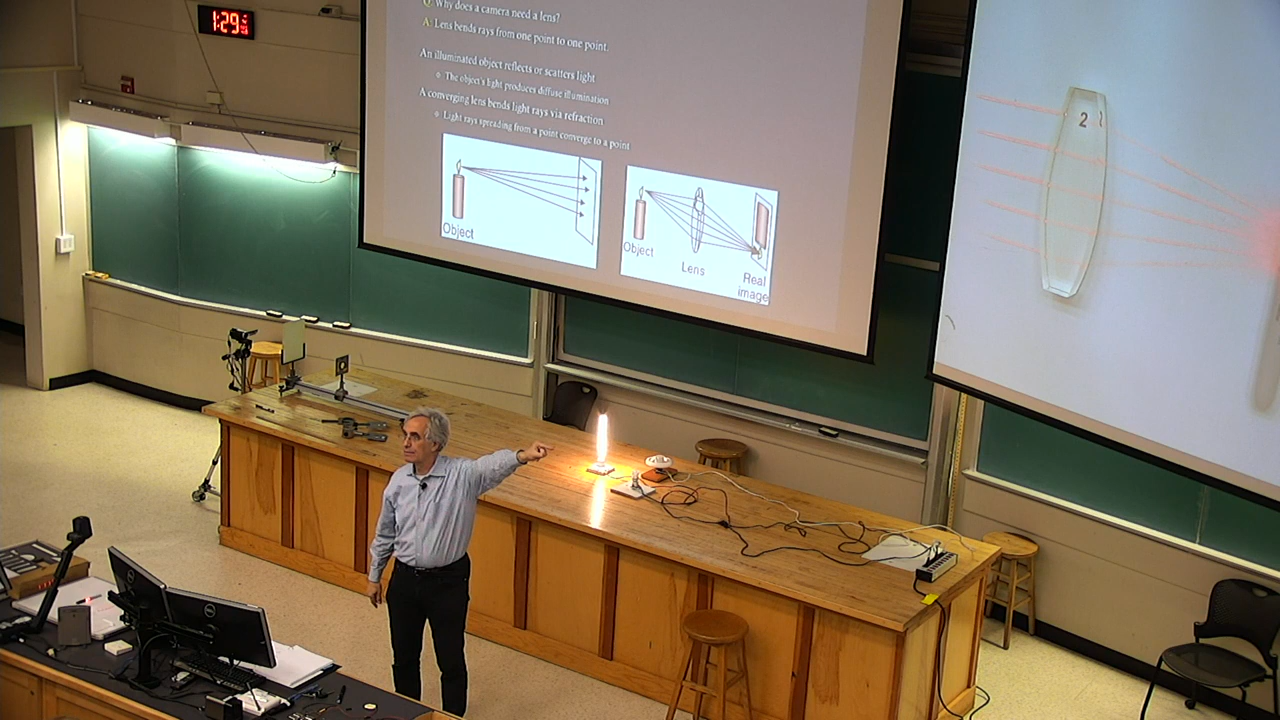 1:29
Q: Why does a camera need a lens?
A: Lens bends rays from one point to one point.
An illuminated object reflects or scatters light
The object's light produces diffuse illumination
A converging lens bends light rays via refraction
Light rays spreading from a point converge to a point
Object
Object
Lens
Real
image
2
DELL